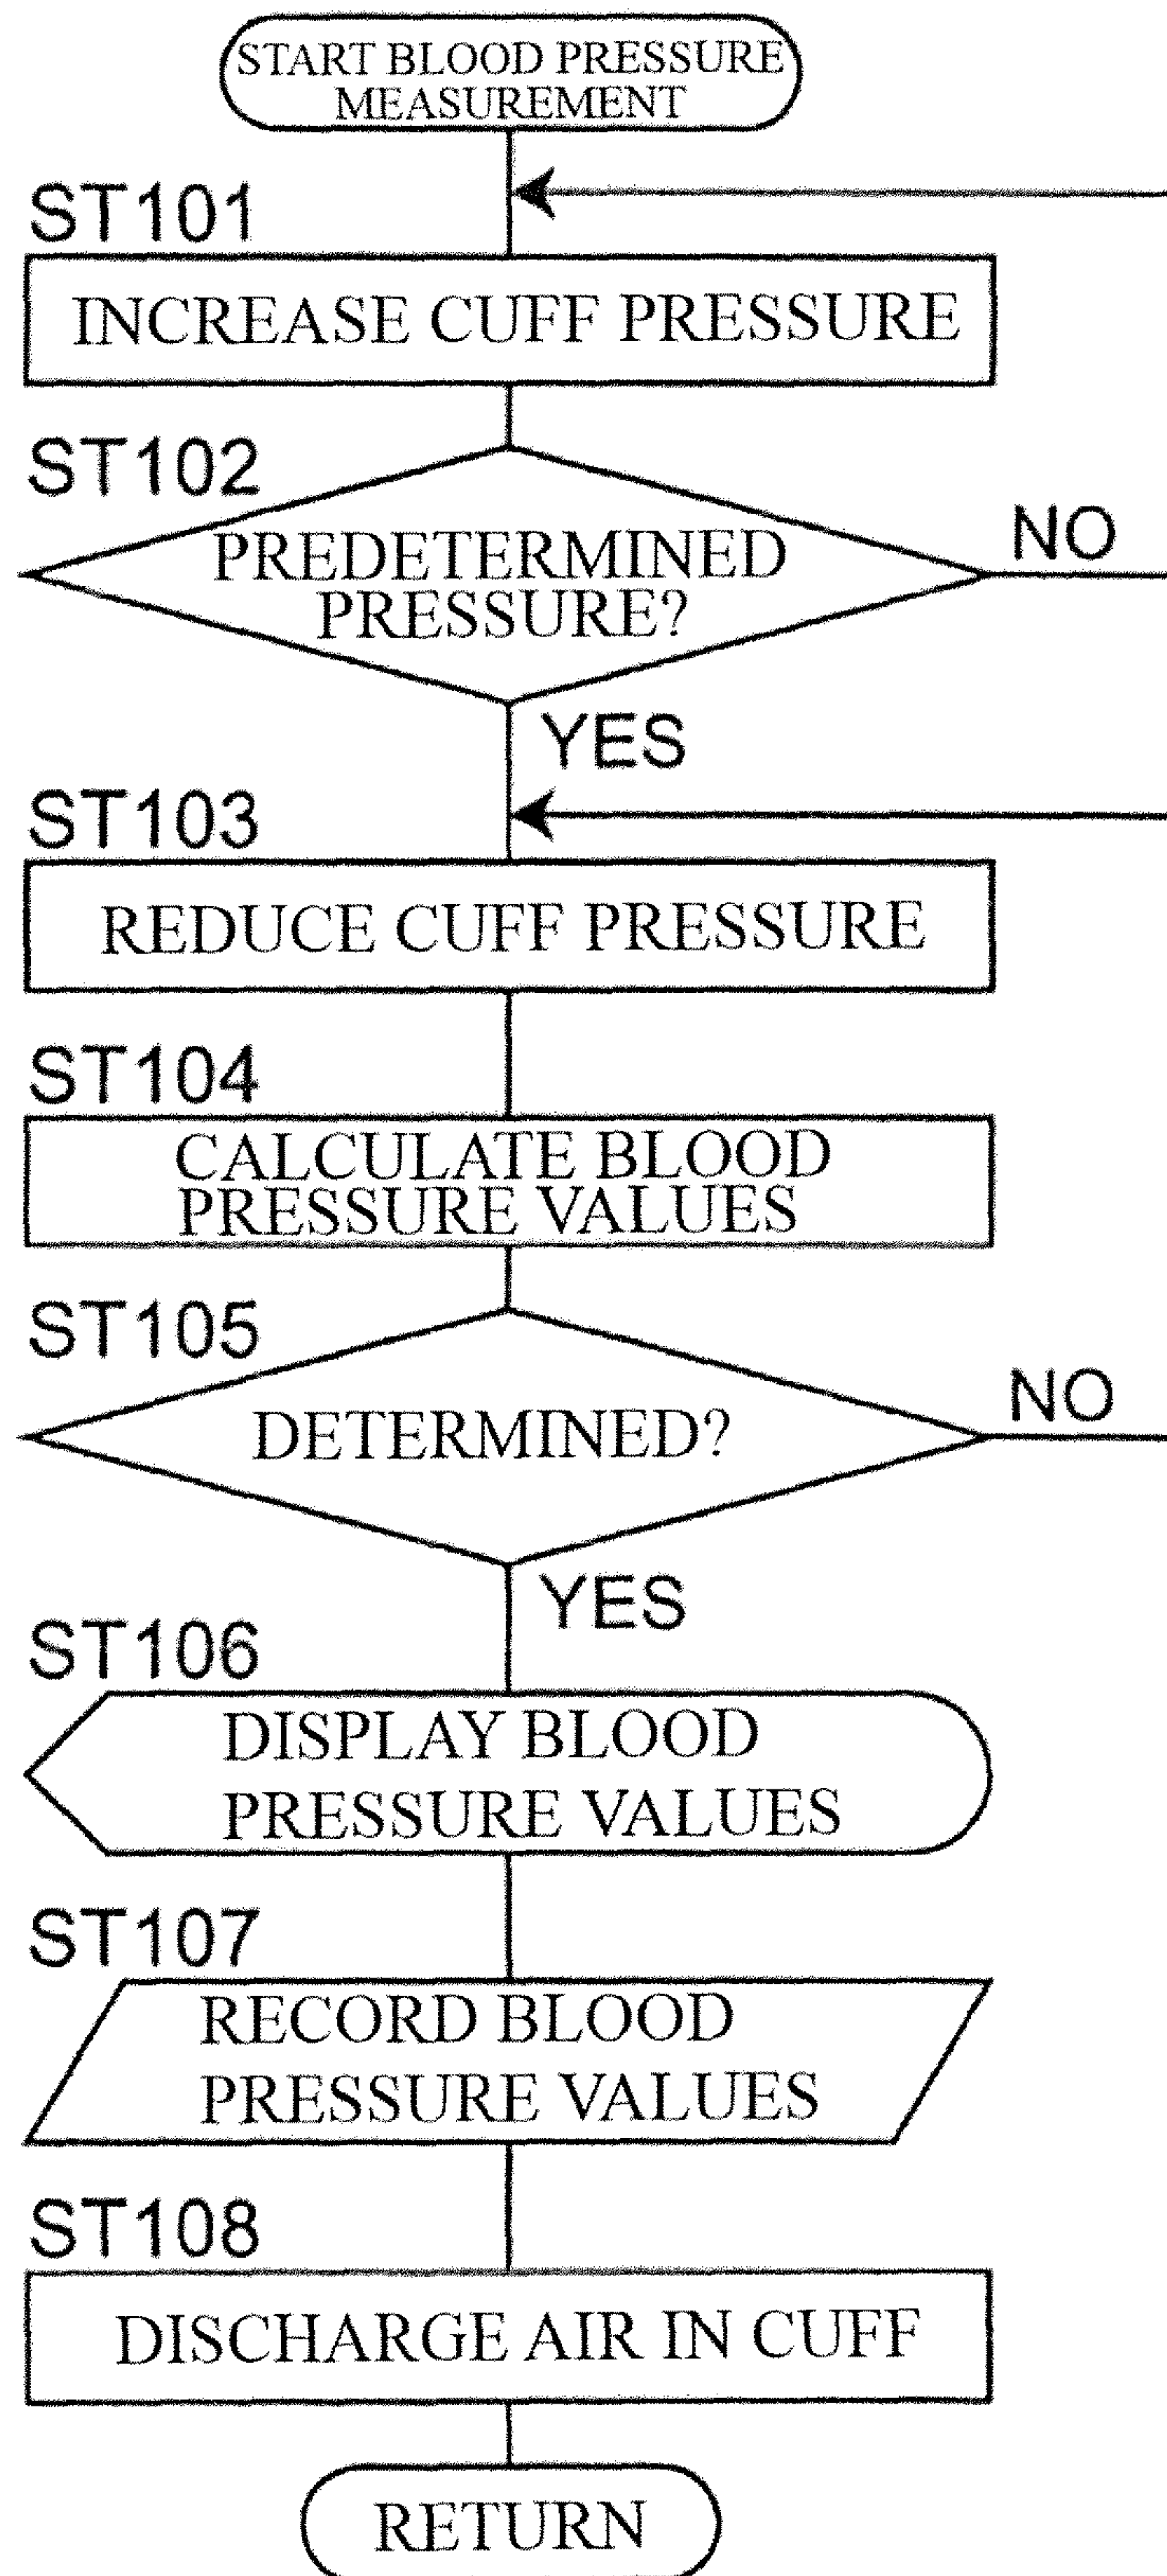 START BLOOD PRESSURE
MEASUREMENT
ST101
INCREASE CUFF PRESSURE
ST102
PREDETERMINED
PRESSURE?
NO
YES
ST103
REDUCE CUFF PRESSURE
ST104
CALCULATE BLOOD
PRESSURE VALUES
ST105
DETERMINED?
NO
YES
ST106
DISPLAY BLOOD
PRESSURE VALUES
ST107
RECORD BLOOD
PRESSURE VALUES
ST108
DISCHARGE AIR IN CUFF
RETURN